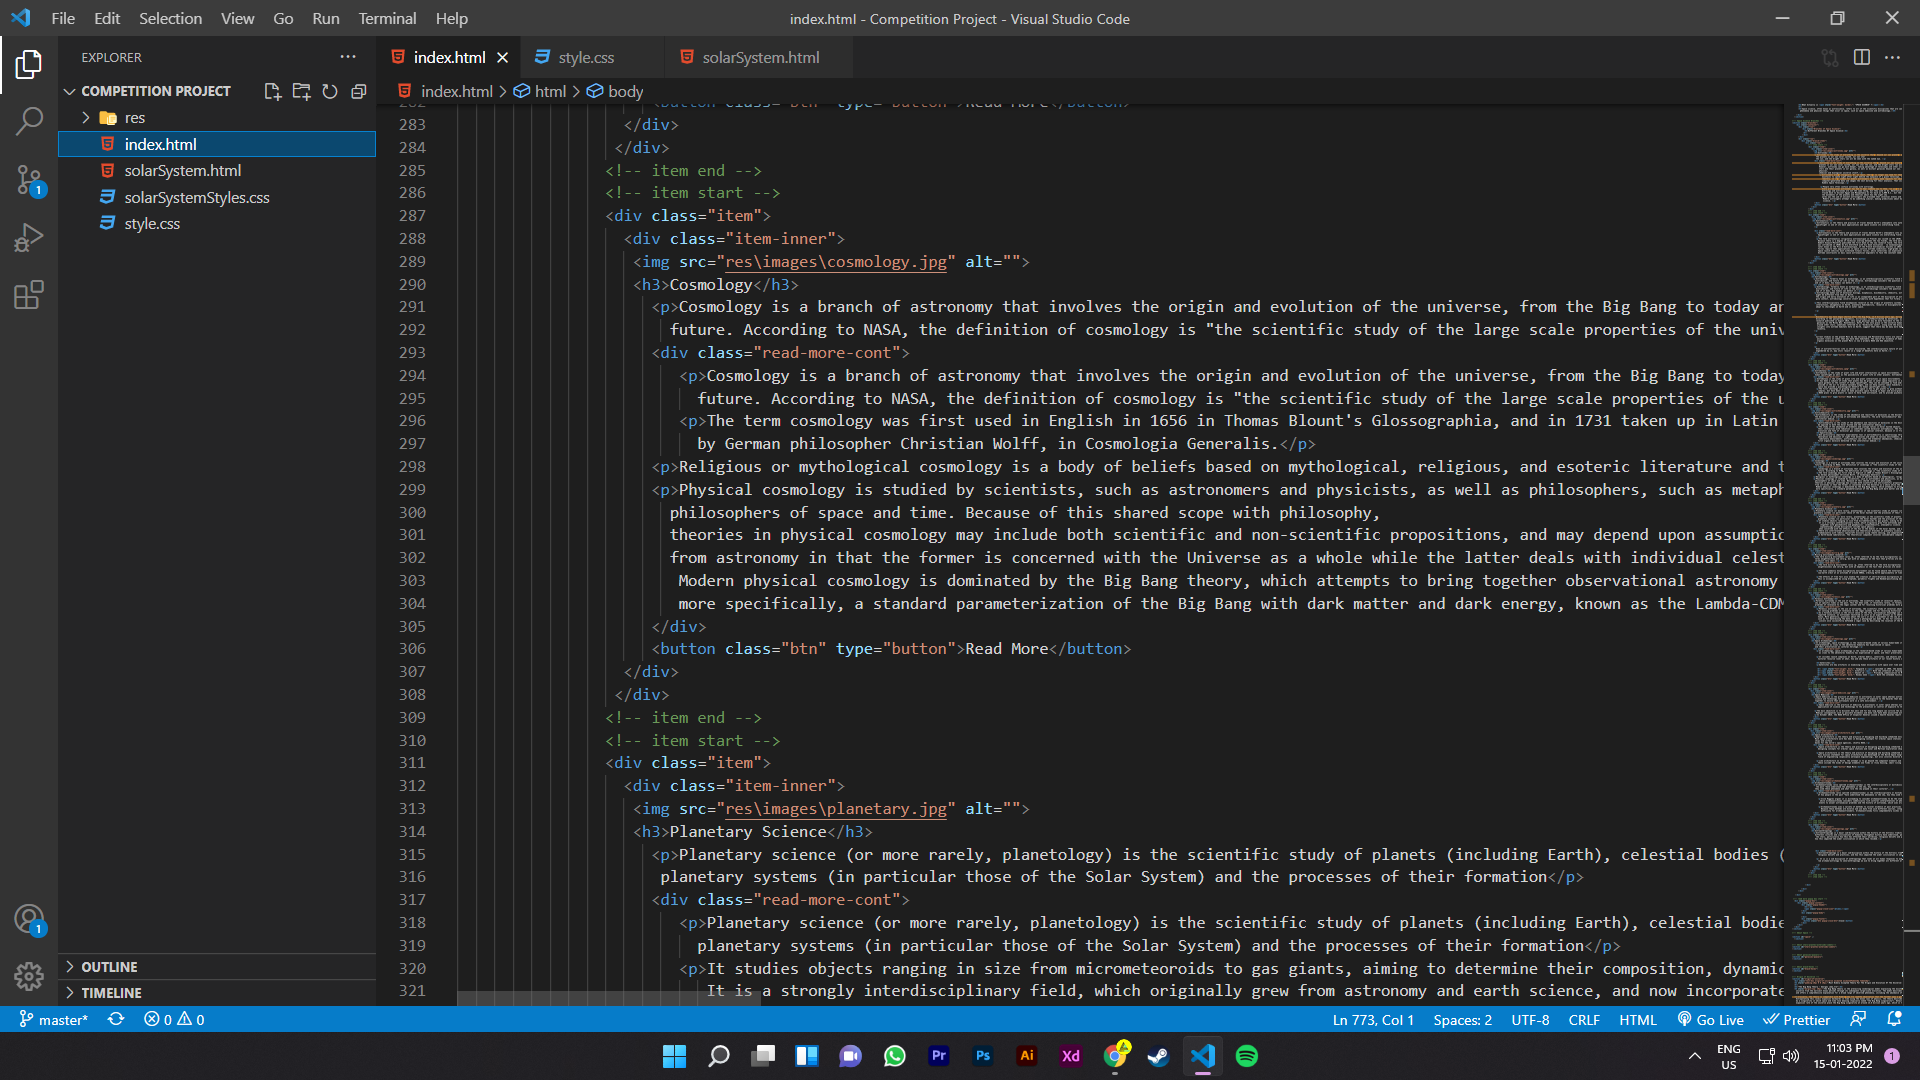 File Edit Selection View Go Run Terminal Help
index.html - Competition Project - Visual Studio Code
EXPLORER
COMPETITION PROJECT
res
index.html
solarSystem.html
solarSystemStyles.css
style.css
OUTLINE
TIMELINE
index.html style.css solarSystem.html
index.html > html > body
282 <button class="btn" type="button">Read More</button>
283 </div>
284 </div>
285 <!-- item end -->
286 <!-- item start -->
287 <div class="item">
288 <div class="item-inner">
289 <img src="res\images\cosmology.jpg" alt="">
290 <h3>Cosmology</h3>
291 <p>Cosmology is a branch of astronomy that involves the origin and evolution of the universe, from the Big Bang to today an
292 future. According to NASA, the definition of cosmology is "the scientific study of the large scale properties of the univ
293 <div class="read-more-cont">
294 <p>Cosmology is a branch of astronomy that involves the origin and evolution of the universe, from the Big Bang to today
295 future. According to NASA, the definition of cosmology is "the scientific study of the large scale properties of the u
296 <p>The term cosmology was first used in English in 1656 in Thomas Blount's Glossographia, and in 1731 taken up in Latin
297 by German philosopher Christian Wolff, in Cosmologia Generalis.</p>
298 <p>Religious or mythological cosmology is a body of beliefs based on mythological, religious, and esoteric literature and t
299 <p>Physical cosmology is studied by scientists, such as astronomers and physicists, as well as philosophers, such as metaph
300 philosophers of space and time. Because of this shared scope with philosophy,
301 theories in physical cosmology may include both scientific and non-scientific propositions, and may depend upon assumptio
302 from astronomy in that the former is concerned with the Universe as a whole while the latter deals with individual celest
303 Modern physical cosmology is dominated by the Big Bang theory, which attempts to bring together observational astronomy
304 more specifically, a standard parameterization of the Big Bang with dark matter and dark energy, known as the Lambda-CDM
305 </div>
306 <button class="btn" type="button">Read More</button>
307 </div>
308 </div>
309 <!-- item end -->
310 <!-- item start -->
311 <div class="item">
312 <div class="item-inner">
313 <img src="res\images\planetary.jpg" alt="">
314 <h3>Planetary Science</h3>
315 <p>Planetary science (or more rarely, planetology) is the scientific study of planets (including Earth), celestial bodies (
316 planetary systems (in particular those of the Solar System) and the processes of their formation</p>
317 <div class="read-more-cont">
318 <p>Planetary science (or more rarely, planetology) is the scientific study of planets (including Earth), celestial bodie
319 planetary systems (in particular those of the Solar System) and the processes of their formation</p>
320 <p>It studies objects ranging in size from micrometeoroids to gas giants, aiming to determine their composition, dynamic
321 It is a strongly interdisciplinary field, which originally grew from astronomy and earth science, and now incorporate
master* 0 0 Ln 773, Col 1 Spaces: 2 UTF-8 CRLF HTML Go Live Prettier
1
1
Pr Ps Ai Xd
ENG
US
11:03 PM
15-01-2022
1